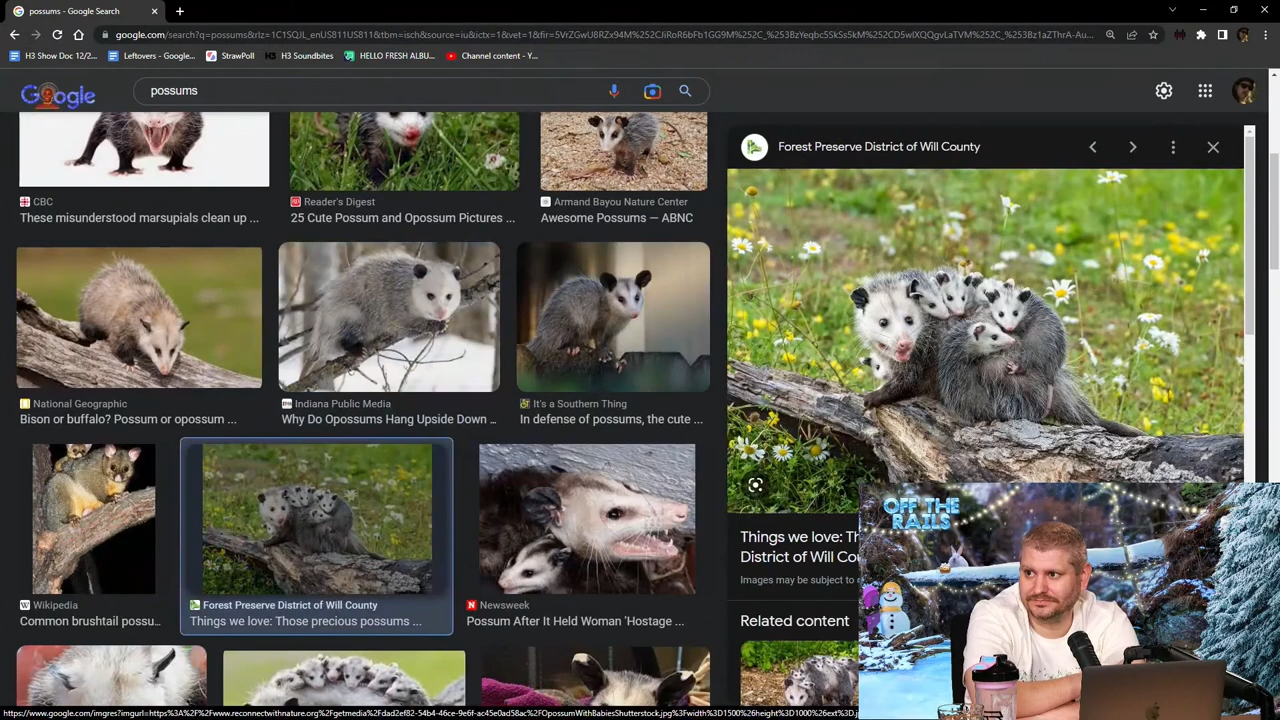 possums - Google Search
google.com/search?q=possums&rlz=1C1SQJL_enUS811US811&tbm=isch&source=iu&ictx=1&vet=1&fir=
H3 Show Doc 12/2...
Leftovers - Google...
StrawPoll
H3 Soundbites
HELLO FRESH ALBU...
Channel content - Y...
Google
possums
Forest Preserve District of Will County
CBC
These misunderstood marsupials clean up ...
Reader's Digest
25 Cute Possum and Opossum Pictures ...
Armand Bayou Nature Center
Awesome Possums — ABNC
National Geographic
Bison or buffalo? Possum or opossum ...
Indiana Public Media
Why Do Opossums Hang Upside Down ...
It's a Southern Thing
In defense of possums, the cute ...
Wikipedia
Common brushtail possu...
Forest Preserve District of Will County
Things we love: Those precious possums ...
Newsweek
Possum After It Held Woman 'Hostage ...
Things we love: Th
District of Will Cou
Images may be subject to
Related content
OFF THE
RAILS